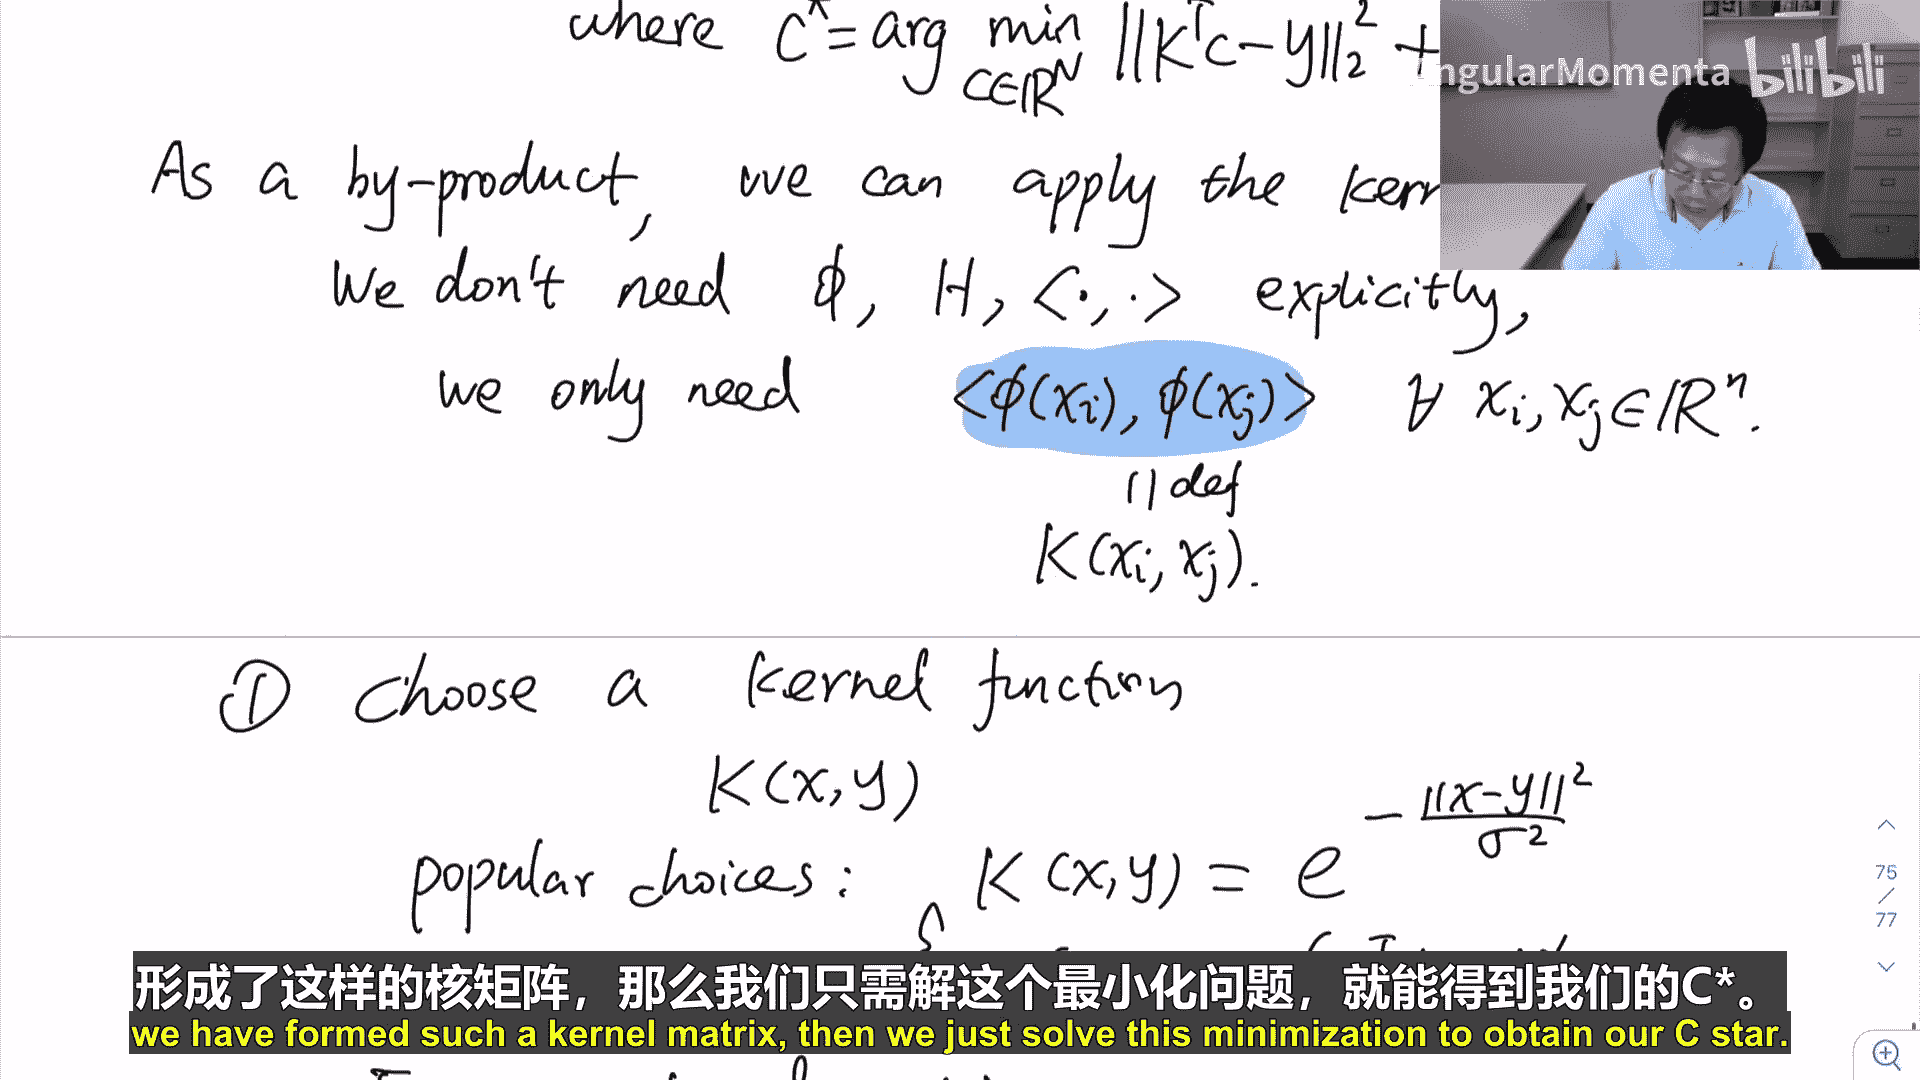 where C* = arg min ||KᵀC - y||₂² +
C∈ℝᴺ
ngularMomenta bilibili
As a by-product, we can apply the kern
We don't need ϕ, H, <·,·> explicitly,
we only need <ϕ(xᵢ), ϕ(xⱼ)> ∀ xᵢ, xⱼ ∈ ℝⁿ.
|| def
K(xᵢ, xⱼ).
① Choose a kernel function
K(x,y)
popular choices: K(x,y) = e^{-||x-y||²/σ²}
75
/
77
形成了这样的核矩阵，那么我们只需解这个最小化问题，就能得到我们的C*。
we have formed such a kernel matrix, then we just solve this minimization to obtain our C star.